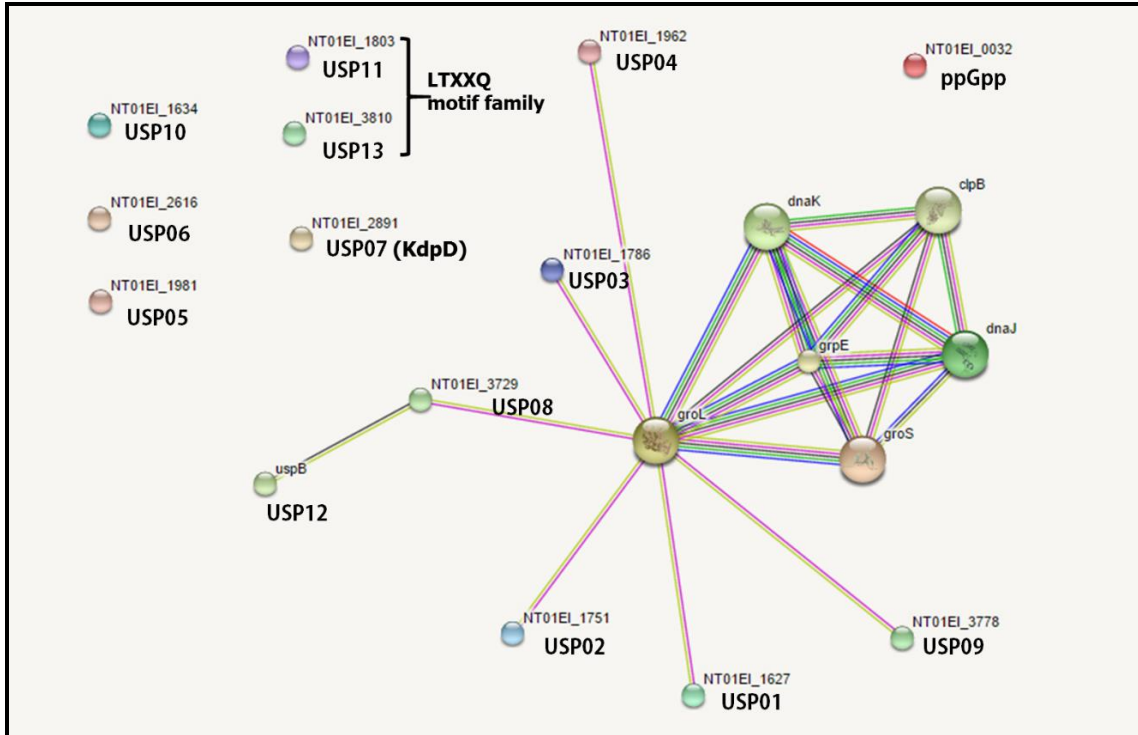 NT01EI_1803
USP11
LTXXQ
motif family
NT01EI_3810
USP13
NT01EI_1962
USP04
NT01EI_0032
ppGpp
NT01EI_1634
USP10
NT01EI_2616
USP06
NT01EI_2891
USP07 (KdpD)
NT01EI_1981
USP05
NT01EI_1786
USP03
dnaK
clpB
dnaJ
grpE
groL
groS
NT01EI_3729
USP08
uspB
USP12
NT01EI_1751
USP02
NT01EI_1627
USP01
NT01EI_3778
USP09